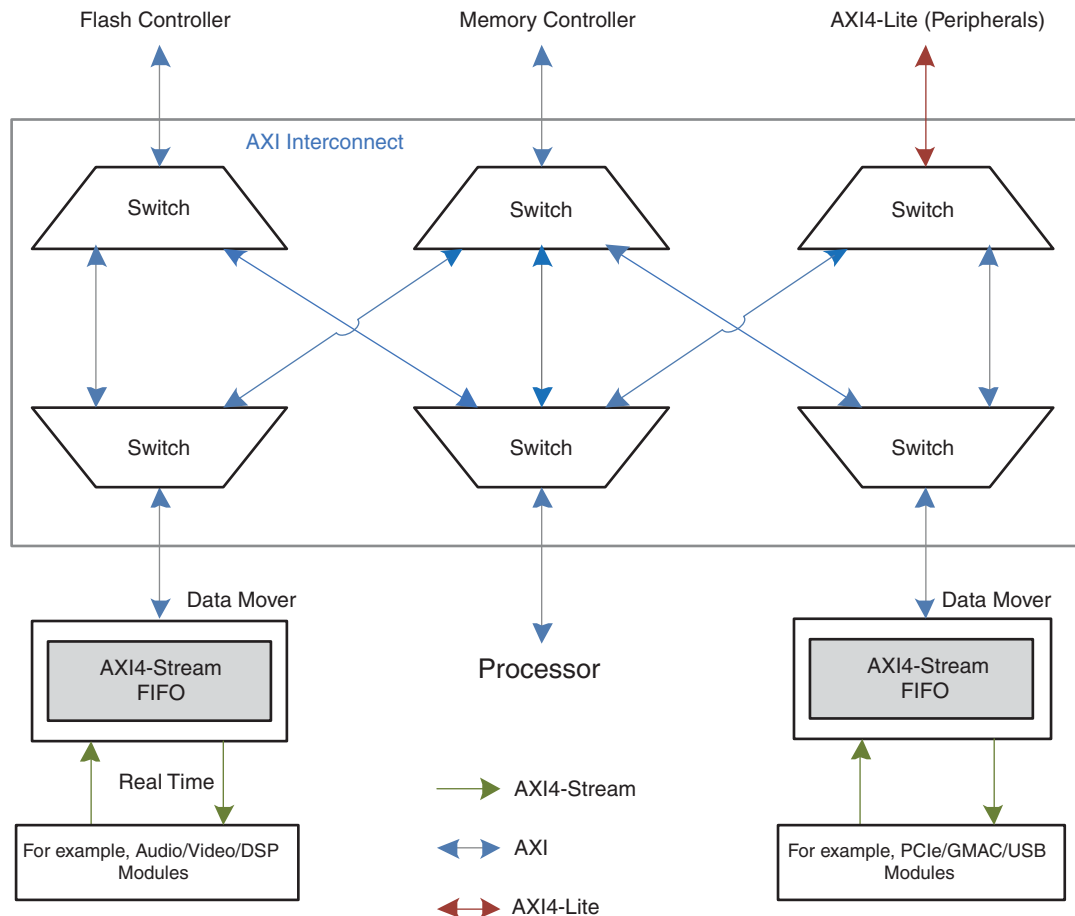 Flash Controller
Memory Controller
AXI4-Lite (Peripherals)
AXI Interconnect
Switch
Switch
Switch
Switch
Switch
Switch
Data Mover
Data Mover
AXI4-Stream
FIFO
Processor
AXI4-Stream
FIFO
Real Time
AXI4-Stream
For example, Audio/Video/DSP
Modules
AXI
For example, PCIe/GMAC/USB
Modules
AXI4-Lite